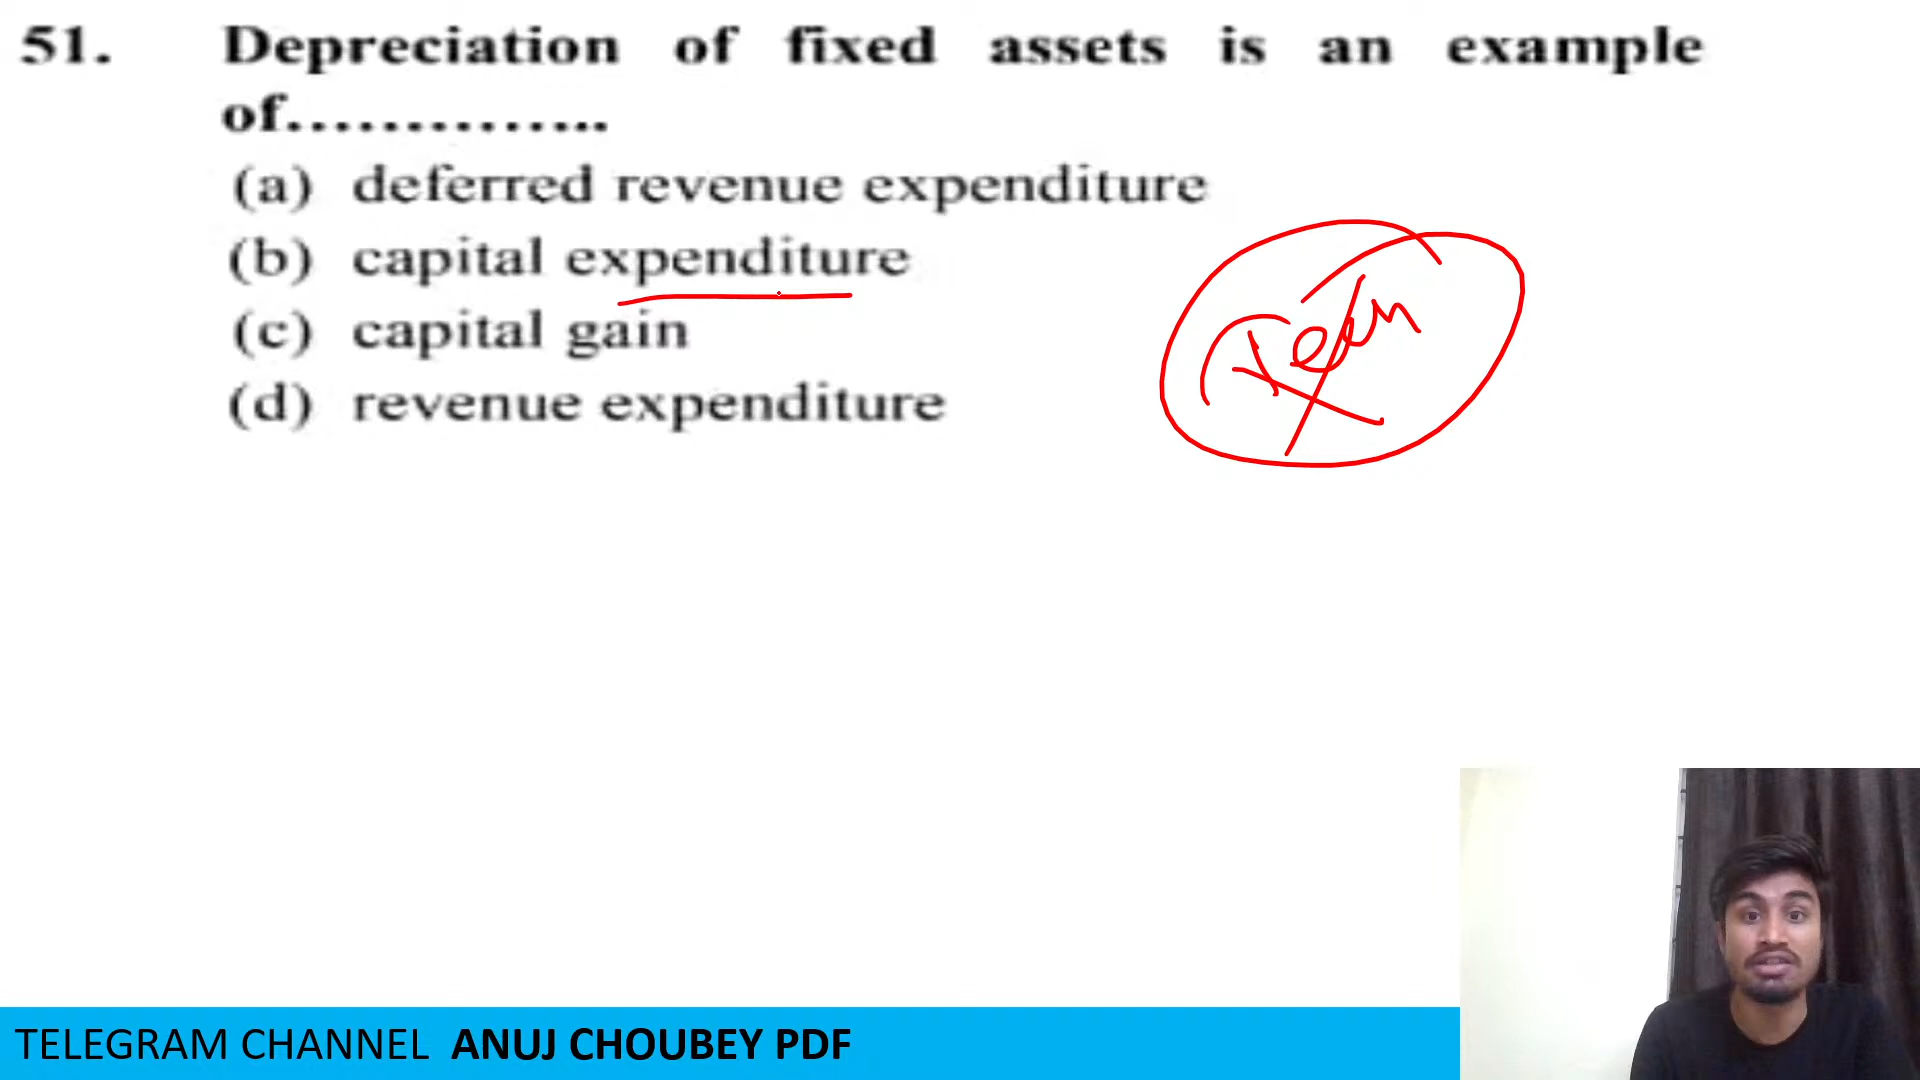 51. Depreciation of fixed assets is an example
of…………..
(a) deferred revenue expenditure
(b) capital expenditure
(c) capital gain
(d) revenue expenditure
TELEGRAM CHANNEL ANUJ CHOUBEY PDF